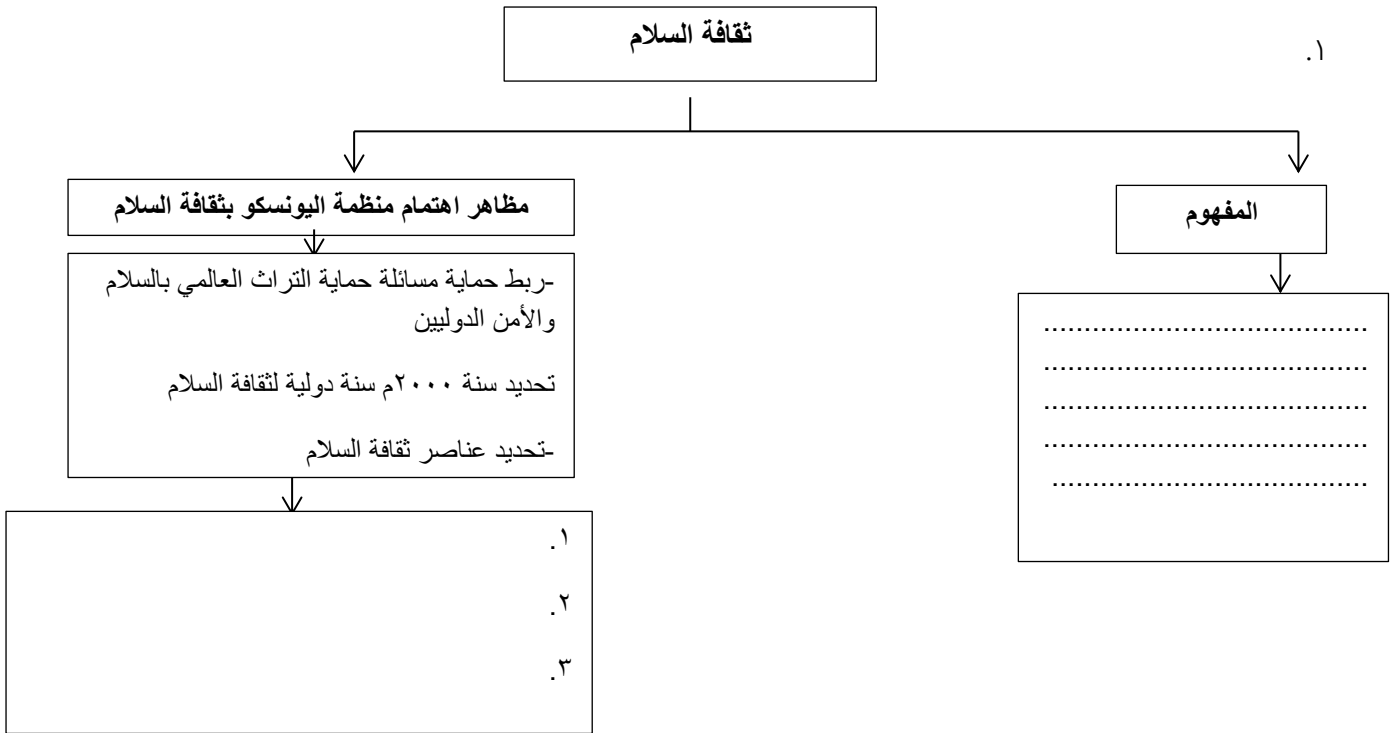 ثقافة السلام
١.
المفهوم
........................................
........................................
........................................
........................................
.......................................
مظاهر اهتمام منظمة اليونسكو بثقافة السلام
-ربط حماية مسائلة حماية التراث العالمي بالسلام
والأمن الدوليين
تحديد سنة ٢٠٠٠م سنة دولية لثقافة السلام
-تحديد عناصر ثقافة السلام
١.
٢.
٣.